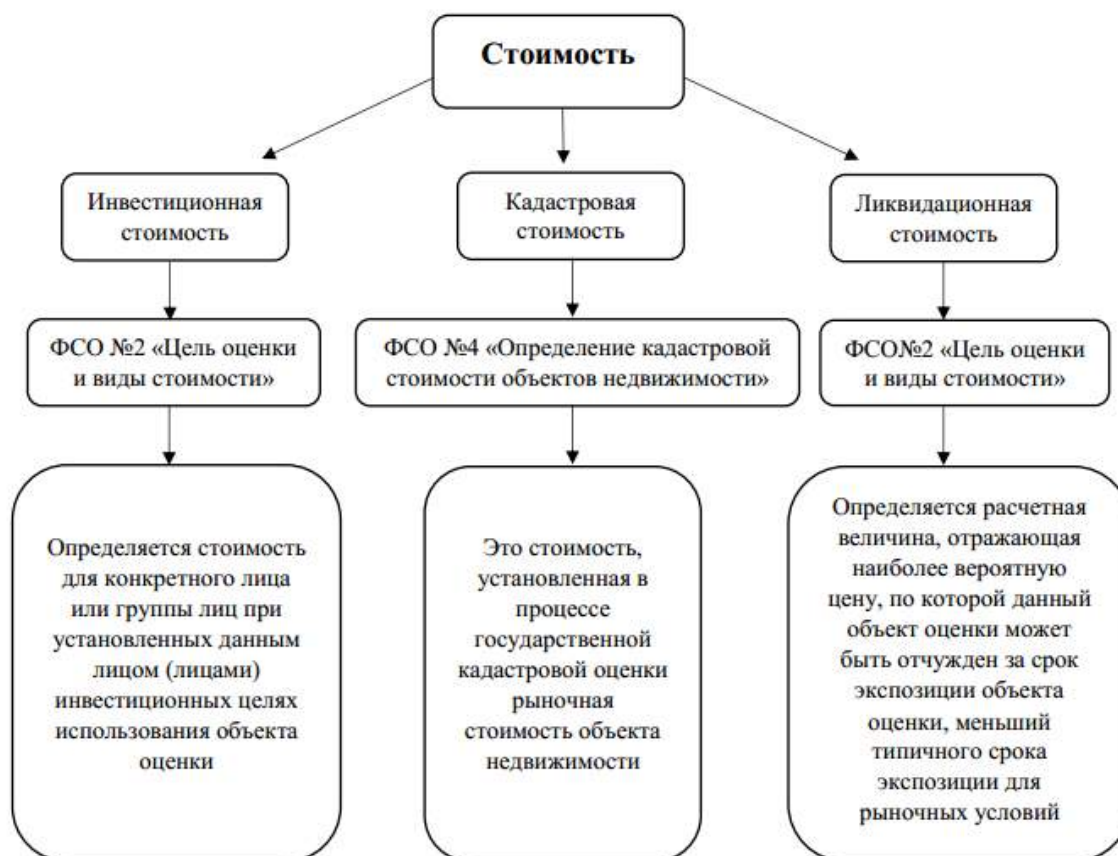 Стоимость
Инвестиционная
стоимость
Кадастровая
стоимость
Ликвидационная
стоимость
ФСО №2 «Цель оценки
и виды стоимости»
ФСО №4 «Определение кадастровой
стоимости объектов недвижимости»
ФСО№2 «Цель оценки
и виды стоимости»
Определяется стоимость
для конкретного лица
или группы лиц при
установленных данным
лицом (лицами)
инвестиционных целях
использования объекта
оценки
Это стоимость,
установленная в
процессе
государственной
кадастровой оценки
рыночная
стоимость объекта
недвижимости
Определяется расчетная
величина, отражающая
наиболее вероятную
цену, по которой данный
объект оценки может
быть отчужден за срок
экспозиции объекта
оценки, меньший
типичного срока
экспозиции для
рыночных условий